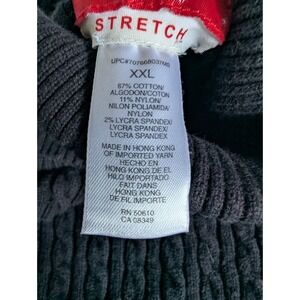 STRETCH
XXL
87% COTTON/
ALGODON/COTON
11% NYLON/
NILON POLIAMIDA/
NYLON
2% LYCRA SPANDEX/
LYCRA SPANDEX/
LYCRA SPANDEX
MADE IN HONG KONG
OF IMPORTED YARN
HECHO EN
HONG KONG DE EL
HILO IMPORTADO
FAIT DANS
HONG KONG
DE FIL IMPORTE
RN 50610
CA 08349